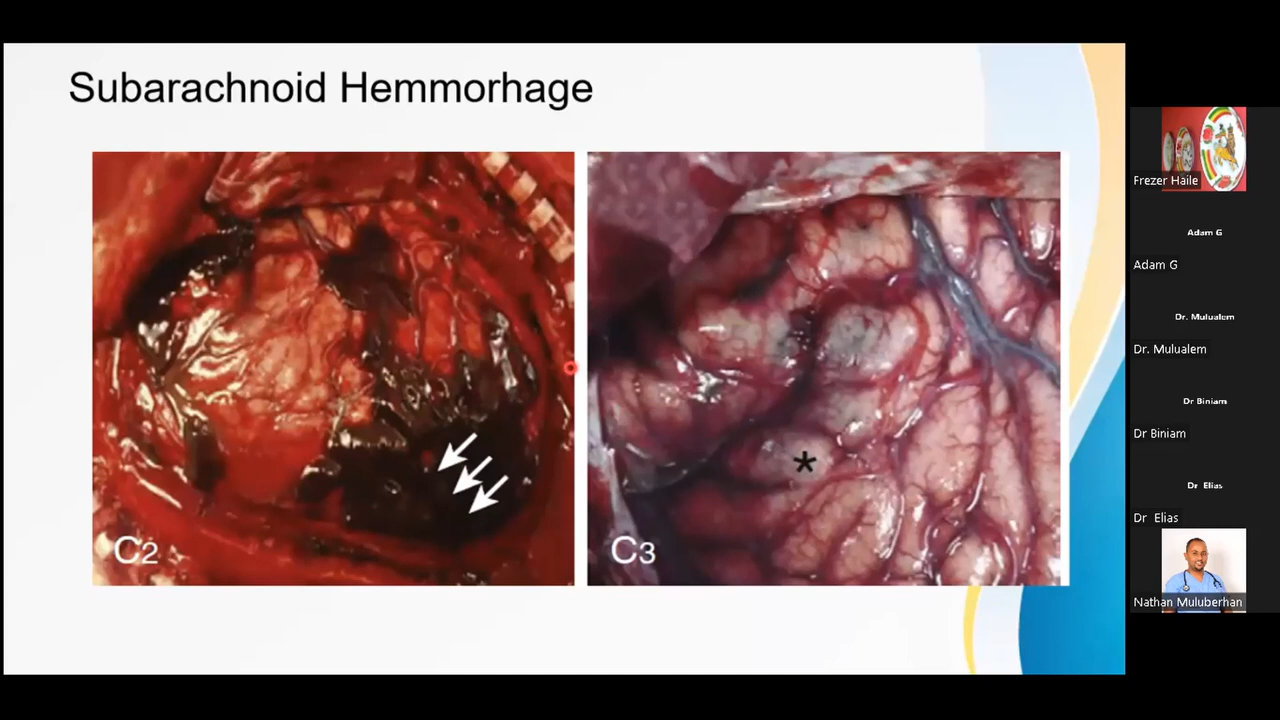 Subarachnoid Hemmorhage
C2
*
C3
Frezer Haile
Adam G
Adam G
Dr. Mulualem
Dr. Mulualem
Dr Biniam
Dr Biniam
Dr Elias
Dr Elias
Nathan Muluberhan